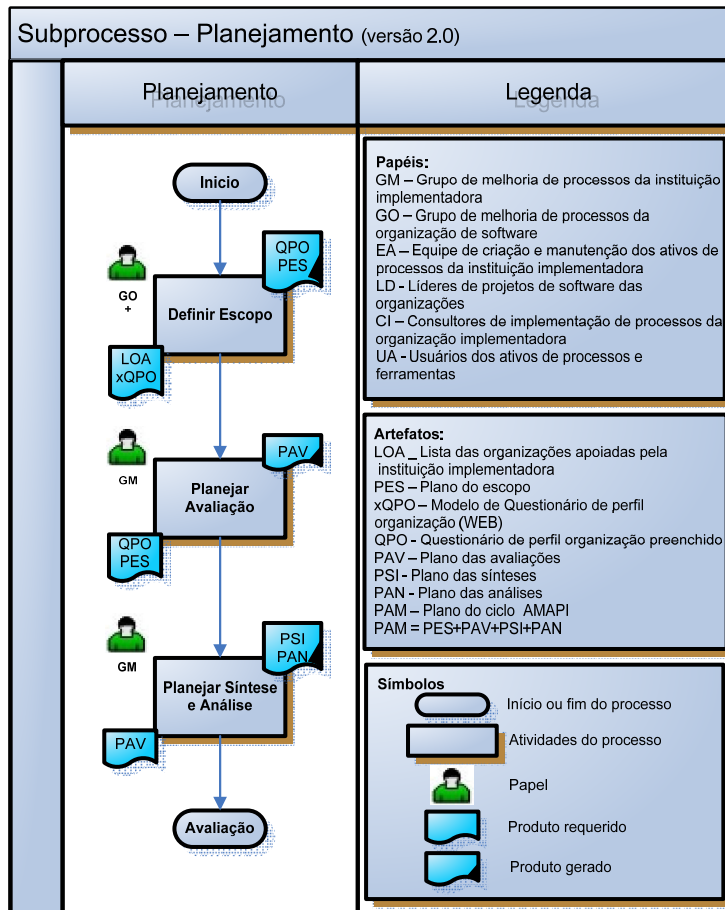 Subprocesso – Planejamento (versão 2.0)
Planejamento
Legenda
Inicio
QPO
PES
GO
+
Definir Escopo
LOA
xQPO
GM
PAV
Planejar
Avaliação
QPO
PES
GM
PSI
PAN
Planejar Síntese
e Análise
PAV
Avaliação
Papéis:
GM – Grupo de melhoria de processos da instituição
implementadora
GO – Grupo de melhoria de processos da
organização de software
EA – Equipe de criação e manutenção dos ativos de
processos da instituição implementadora
LD - Líderes de projetos de software das
organizações
CI – Consultores de implementação de processos da
organização implementadora
UA - Usuários dos ativos de processos e
ferramentas
Artefatos:
LOA _ Lista das organizações apoiadas pela
instituição implementadora
PES – Plano do escopo
xQPO – Modelo de Questionário de perfil
organização (WEB)
QPO - Questionário de perfil organização preenchido
PAV – Plano das avaliações
PSI - Plano das sínteses
PAN - Plano das análises
PAM – Plano do ciclo AMAPI
PAM = PES+PAV+PSI+PAN
Símbolos
Início ou fim do processo
Atividades do processo
Papel
Produto requerido
Produto gerado